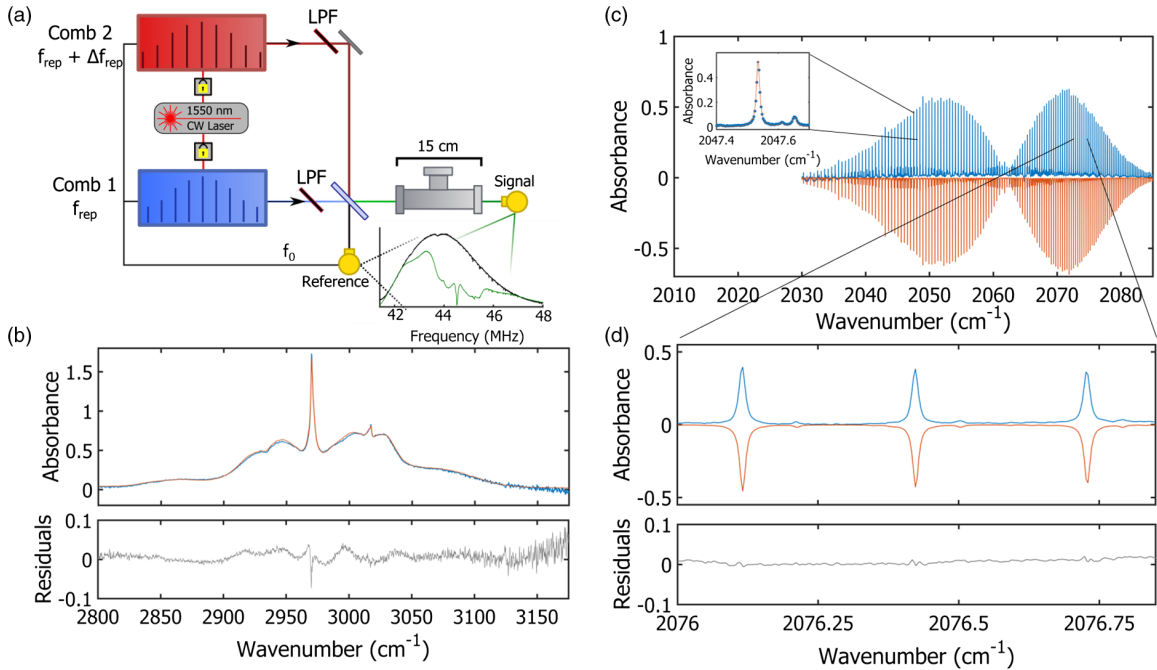 (a)
Comb 2
f_rep + Δf_rep
LPF
1550 nm
CW Laser
Comb 1
f_rep
LPF
15 cm
Signal
f_0
Reference
42 44 46 48
Frequency (MHz)
(b)
Absorbance
1.5
1
0.5
0
Residuals
0.1
0
-0.1
2800 2850 2900 2950 3000 3050 3100 3150
Wavenumber (cm⁻¹)
(c)
Absorbance
1
0.5
0
-0.5
Absorbance
0.4
0.2
0
2047.4 2047.6
Wavenumber (cm⁻¹)
2010 2020 2030 2040 2050 2060 2070 2080
Wavenumber (cm⁻¹)
(d)
Absorbance
0.5
0
-0.5
Residuals
0.1
0
-0.1
2076 2076.25 2076.5 2076.75
Wavenumber (cm⁻¹)